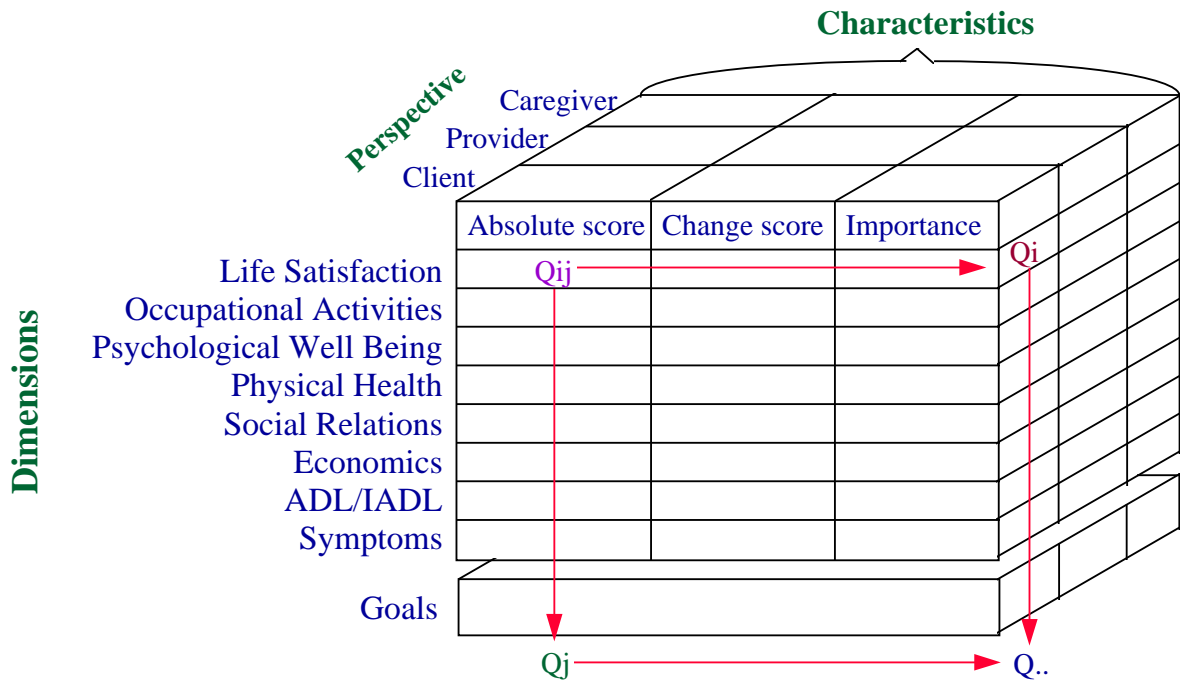 Characteristics
Perspective
Caregiver
Provider
Client
Absolute score
Change score
Importance
Dimensions
Life Satisfaction
Qij
Qi
Occupational Activities
Psychological Well Being
Physical Health
Social Relations
Economics
ADL/IADL
Symptoms
Goals
Qj
Q..